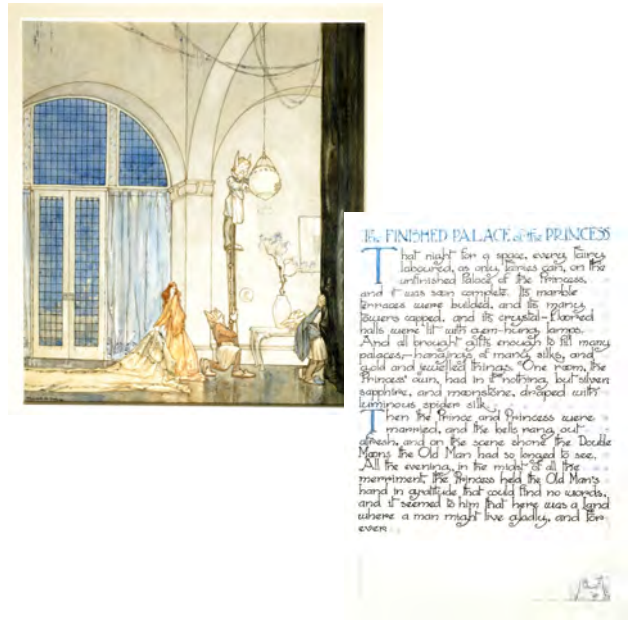 The FINISHED PALACE of the PRINCESS
That night for a space, every fairy
laboured, as only fairies can, on the
unfinished Palace of the Princess,
and it was soon complete. Its marble
terraces were builded, and its many
towers capped, and its crystal-floored
halls were lit with gem-hung lamps.
And all brought gifts enough to fill many
palaces,- hangings of many silks, and
gold and jewelled things. One room, the
Princess' own, had in it nothing, but silver
sapphire, and moonstone, draped with
luminous spider silk.
Then the Prince and Princess were
married, and the bells rang out
afresh, and on the scene shone the Double
Moons the Old Man had so longed to see.
All the evening, in the midst of all the
merriment the Princess held the Old Man's
hand in gratitude that could find no words,
and it seemed to him that here was a land
where a man might live gladly, and for
ever.